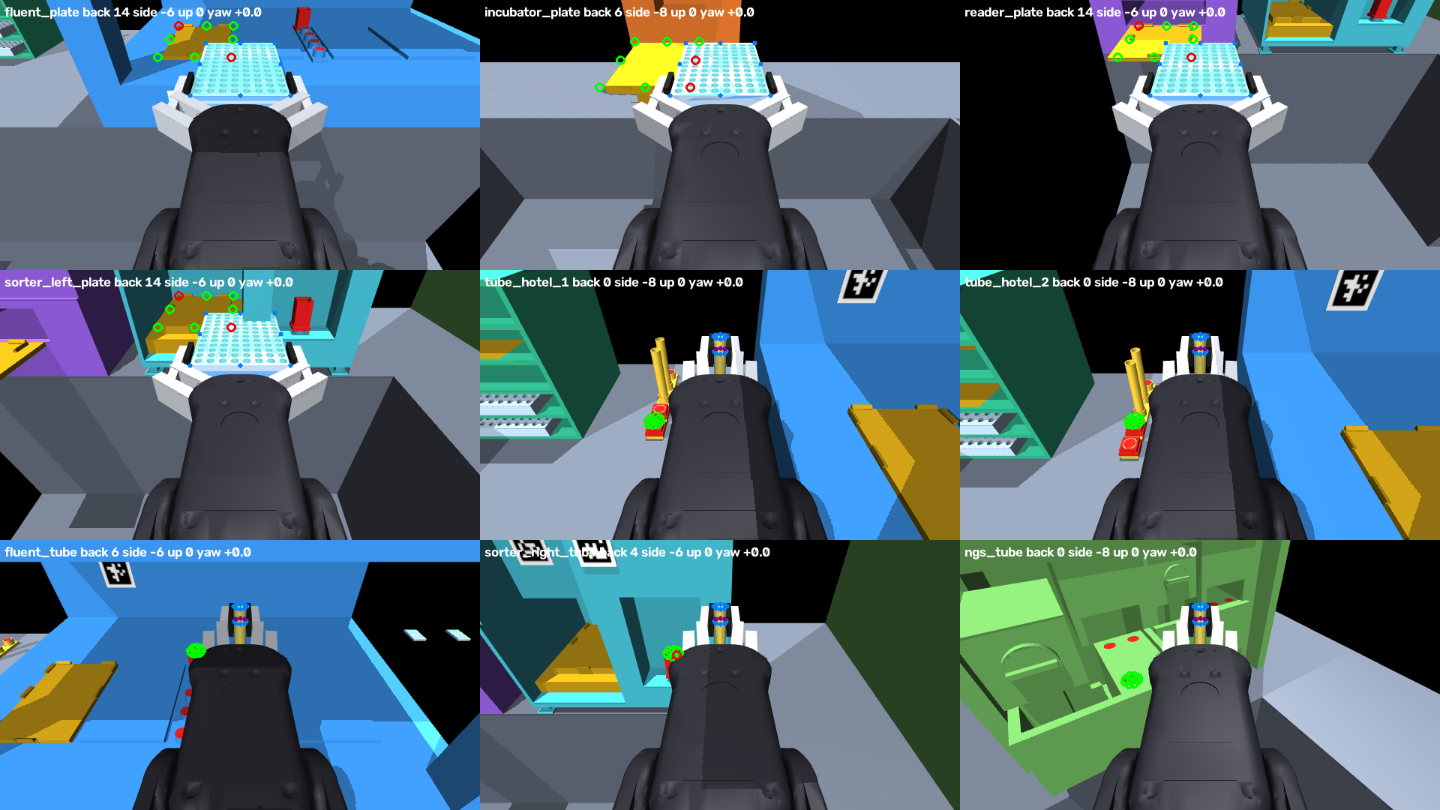 fluent_plate back 14 side -6 up 0 yaw +0.0
incubator_plate back 6 side -8 up 0 yaw +0.0
reader_plate back 14 side -6 up 0 yaw +0.0
sorter_left_plate back 14 side -6 up 0 yaw +0.0
tube_hotel_1 back 0 side -8 up 0 yaw +0.0
tube_hotel_2 back 0 side -8 up 0 yaw +0.0
fluent_tube back 6 side -6 up 0 yaw +0.0
sorter_right_tube back 4 side -6 up 0 yaw +0.0
ngs_tube back 0 side -8 up 0 yaw +0.0